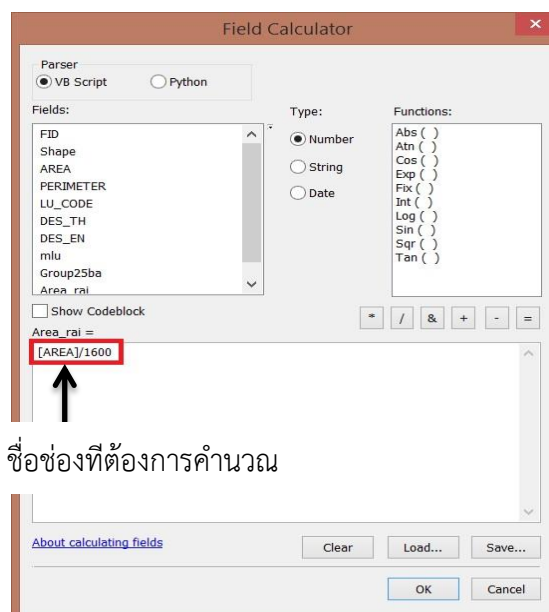 Field Calculator
Parser
VB Script Python
Fields:
FID
Shape
AREA
PERIMETER
LU_CODE
DES_TH
DES_EN
mlu
Group25ba
Area_rai
Type:
Number
String
Date
Functions:
Abs ( )
Atn ( )
Cos ( )
Exp ( )
Fix ( )
Int ( )
Log ( )
Sin ( )
Sqr ( )
Tan ( )
Show Codeblock
* / & + - =
Area_rai =
[AREA]/1600
ชื่อช่องทีต้องการคำนวณ
About calculating fields
Clear Load... Save...
OK Cancel